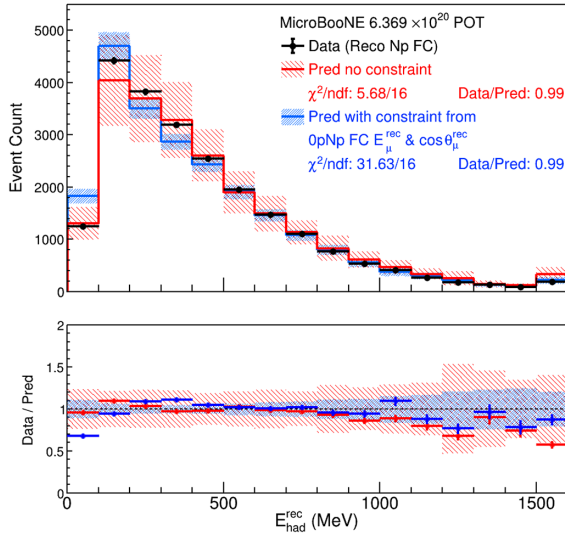 MicroBooNE 6.369 ×10²⁰ POT
Data (Reco Np FC)
Pred no constraint
χ²/ndf: 5.68/16 Data/Pred: 0.99
Pred with constraint from
0pNp FC E_μ^rec & cosθ_μ^rec
χ²/ndf: 31.63/16 Data/Pred: 0.99
Event Count
5000
4000
3000
2000
1000
0
Data / Pred
2
1.5
1
0.5
0
0 500 1000 1500
E_had^rec (MeV)